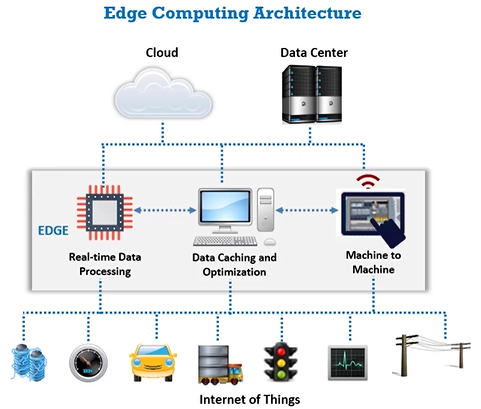 Edge Computing Architecture
Cloud
Data Center
EDGE
Real-time Data
Processing
Data Caching and
Optimization
Machine to
Machine
Internet of Things